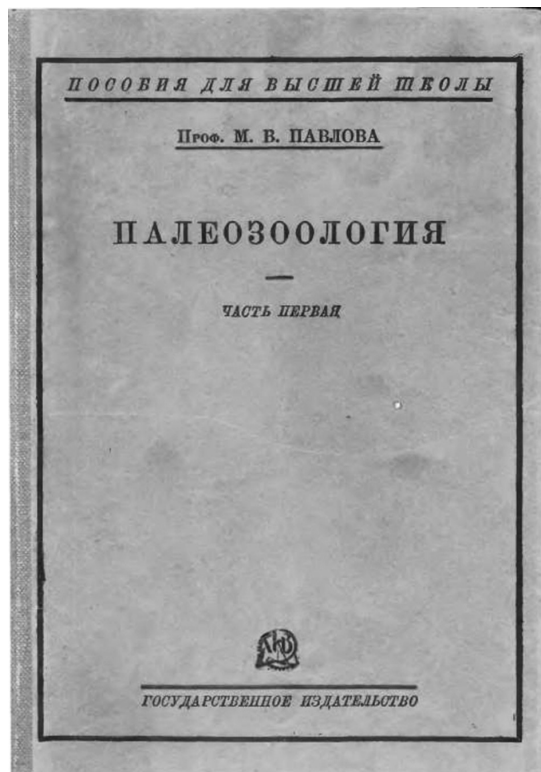 ПОСОБИЯ ДЛЯ ВЫСШЕЙ ШКОЛЫ
Проф. М. В. ПАВЛОВА
ПАЛЕОЗООЛОГИЯ
ЧАСТЬ ПЕРВАЯ
ГОСУДАРСТВЕННОЕ ИЗДАТЕЛЬСТВО